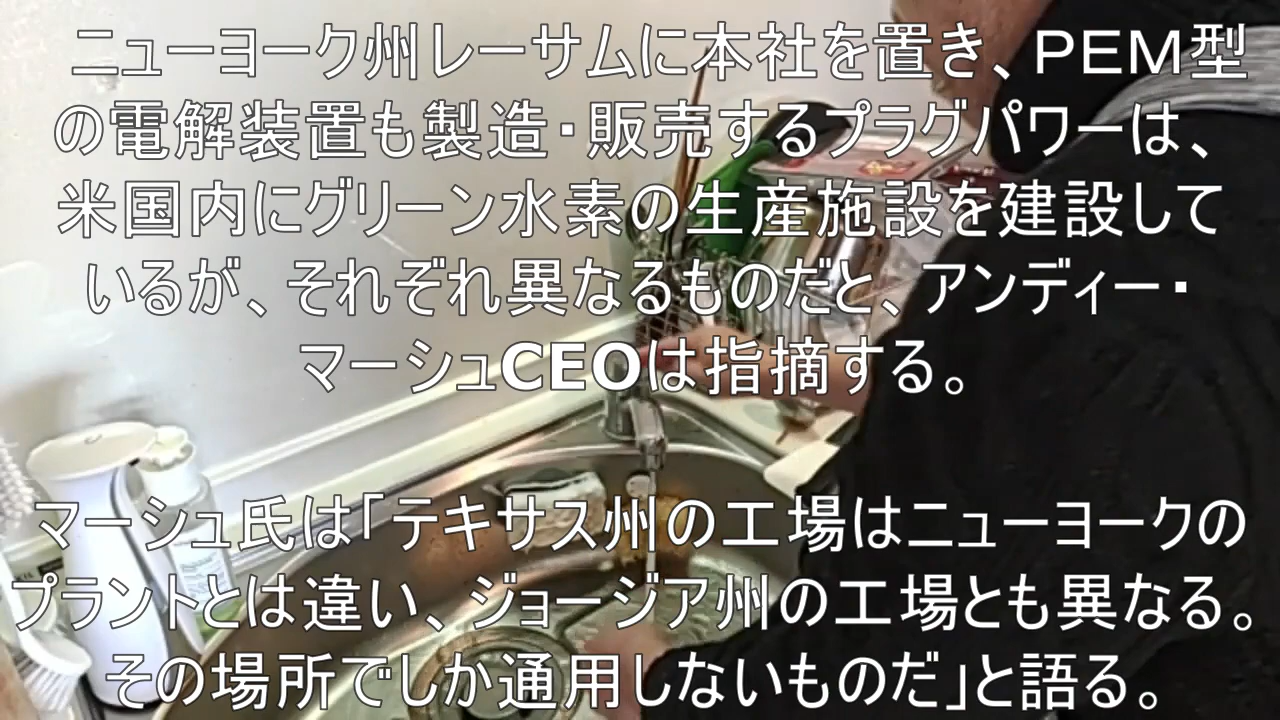 ニューヨーク州レーサムに本社を置き、PEM型
の電解装置も製造・販売するプラグパワーは、
米国内にグリーン水素の生産施設を建設して
いるが、それぞれ異なるものだと、アンディー・
マーシュCEOは指摘する。
マーシュ氏は「テキサス州の工場はニューヨークの
プラントとは違い、ジョージア州の工場とも異なる。
その場所でしか通用しないものだ」と語る。